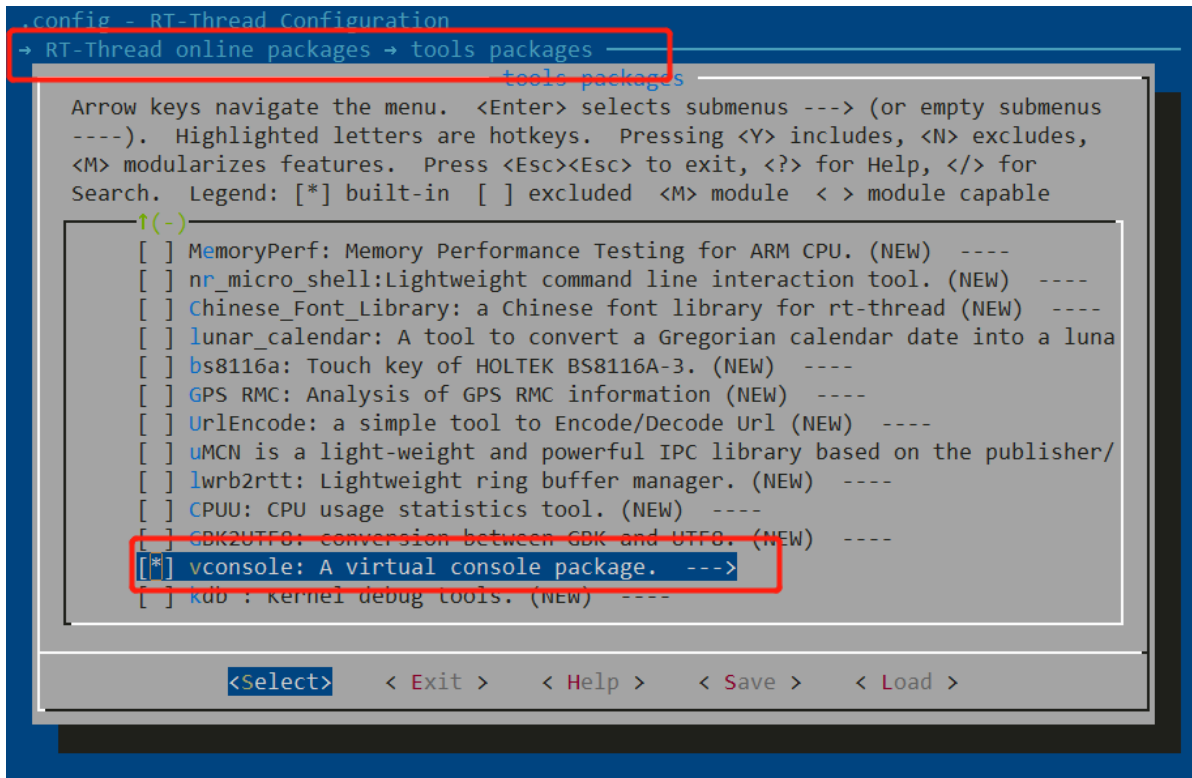 .config - RT-Thread Configuration
→ RT-Thread online packages → tools packages
tools packages
Arrow keys navigate the menu.  <Enter> selects submenus ---> (or empty submenus
----).  Highlighted letters are hotkeys.  Pressing <Y> includes, <N> excludes,
<M> modularizes features.  Press <Esc><Esc> to exit, <?> for Help, </> for
Search.  Legend: [*] built-in  [ ] excluded  <M> module  < > module capable
↑(-)
[ ] MemoryPerf: Memory Performance Testing for ARM CPU. (NEW)  ----
[ ] nr_micro_shell:Lightweight command line interaction tool. (NEW)  ----
[ ] Chinese_Font_Library: a Chinese font library for rt-thread (NEW)  ----
[ ] lunar_calendar: A tool to convert a Gregorian calendar date into a luna
[ ] bs8116a: Touch key of HOLTEK BS8116A-3. (NEW)  ----
[ ] GPS RMC: Analysis of GPS RMC information (NEW)  ----
[ ] UrlEncode: a simple tool to Encode/Decode Url (NEW)  ----
[ ] uMCN is a light-weight and powerful IPC library based on the publisher/
[ ] lwrb2rtt: Lightweight ring buffer manager. (NEW)  ----
[ ] CPUU: CPU usage statistics tool. (NEW)  ----
[ ] GBK2UTF8: conversion between GBK and UTF8. (NEW)  ----
[*] vconsole: A virtual console package.  --->
[ ] kdb : kernel debug tools. (NEW)  ----
<Select>    < Exit >    < Help >    < Save >    < Load >